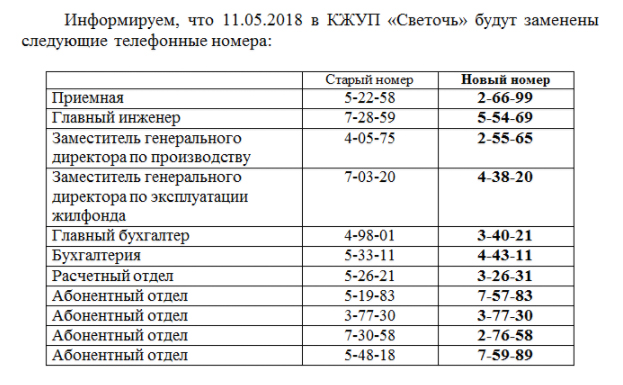 Информируем, что 11.05.2018 в КЖУП «Светочь» будут заменены
следующие телефонные номера:
Старый номер Новый номер
Приемная 5-22-58 2-66-99
Главный инженер 7-28-59 5-54-69
Заместитель генерального 4-05-75 2-55-65
директора по производству
Заместитель генерального 7-03-20 4-38-20
директора по эксплуатации
жилфонда
Главный бухгалтер 4-98-01 3-40-21
Бухгалтерия 5-33-11 4-43-11
Расчетный отдел 5-26-21 3-26-31
Абонентный отдел 5-19-83 7-57-83
Абонентный отдел 3-77-30 3-77-30
Абонентный отдел 7-30-58 2-76-58
Абонентный отдел 5-48-18 7-59-89